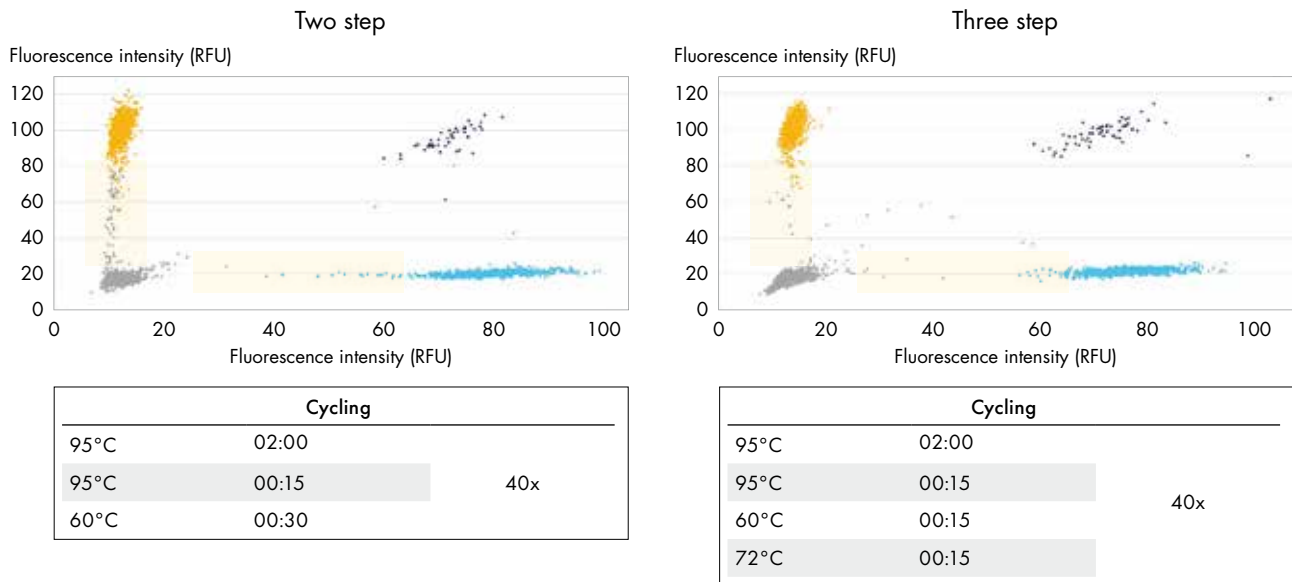 Two step
Fluorescence intensity (RFU)
120
100
80
60
40
20
0
0 20 40 60 80 100
Fluorescence intensity (RFU)
Cycling
95°C 02:00
95°C 00:15 40x
60°C 00:30
Three step
Fluorescence intensity (RFU)
120
100
80
60
40
20
0
0 20 40 60 80 100
Fluorescence intensity (RFU)
Cycling
95°C 02:00
95°C 00:15
40x
60°C 00:15
72°C 00:15